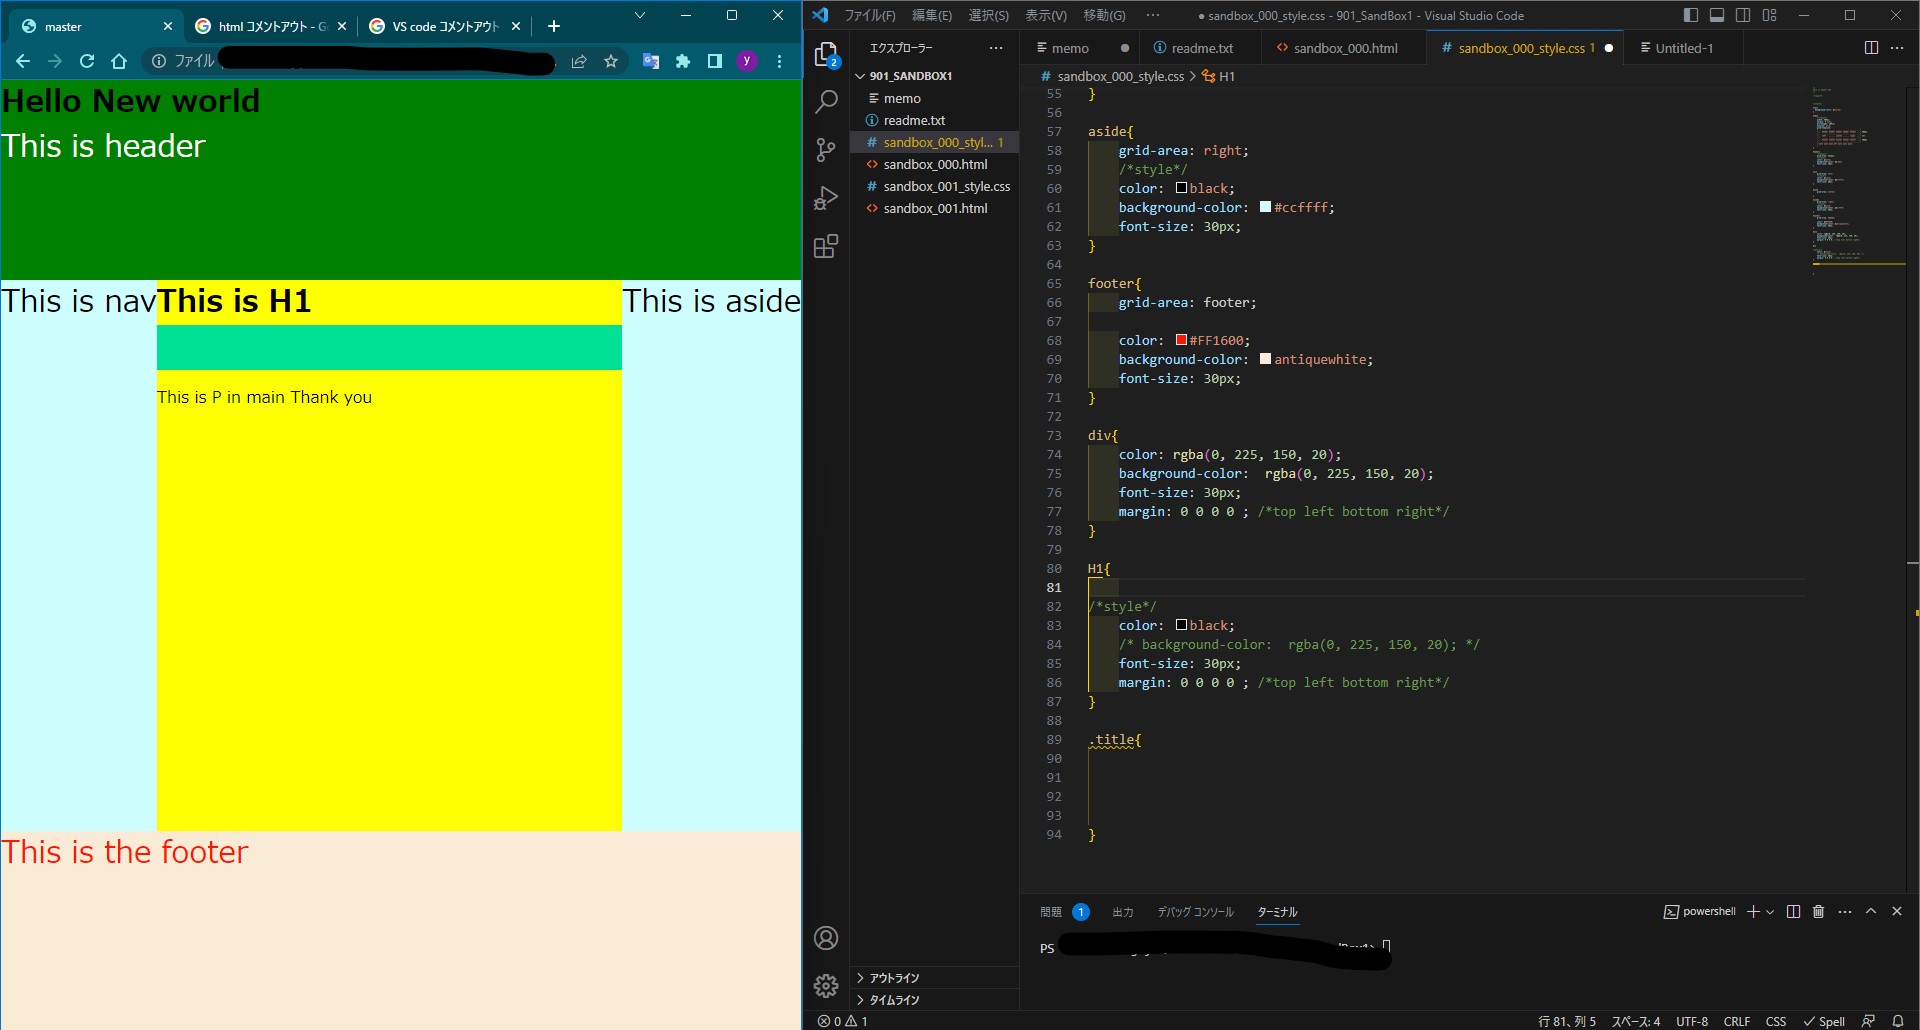 master
html コメントアウト - G
VS code コメントアウト
ファイル
y
Hello New world
This is header
This is nav
This is H1
This is aside
This is P in main Thank you
This is the footer
ファイル(F) 編集(E) 選択(S) 表示(V) 移動(G) ···
● sandbox_000_style.css - 901_SandBox1 - Visual Studio Code
2
エクスプローラー
901_SANDBOX1
memo
readme.txt
sandbox_000_styl... 1
sandbox_000.html
sandbox_001_style.css
sandbox_001.html
アウトライン
タイムライン
memo
readme.txt
sandbox_000.html
sandbox_000_style.css 1
Untitled-1
# sandbox_000_style.css > H1
55 }
56
57 aside{
58 grid-area: right;
59 /*style*/
60 color: black;
61 background-color: #ccffff;
62 font-size: 30px;
63 }
64
65 footer{
66 grid-area: footer;
67
68 color: #FF1600;
69 background-color: antiquewhite;
70 font-size: 30px;
71 }
72
73 div{
74 color: rgba(0, 225, 150, 20);
75 background-color:  rgba(0, 225, 150, 20);
76 font-size: 30px;
77 margin: 0 0 0 0 ; /*top left bottom right*/
78 }
79
80 H1{
81
82 /*style*/
83 color: black;
84 /* background-color:  rgba(0, 225, 150, 20); */
85 font-size: 30px;
86 margin: 0 0 0 0 ; /*top left bottom right*/
87 }
88
89 .title{
90
91
92
93
94 }
問題 1 出力 デバッグ コンソール ターミナル
powershell
PS
0 1
行 81、列 5 スペース: 4 UTF-8 CRLF CSS Spell